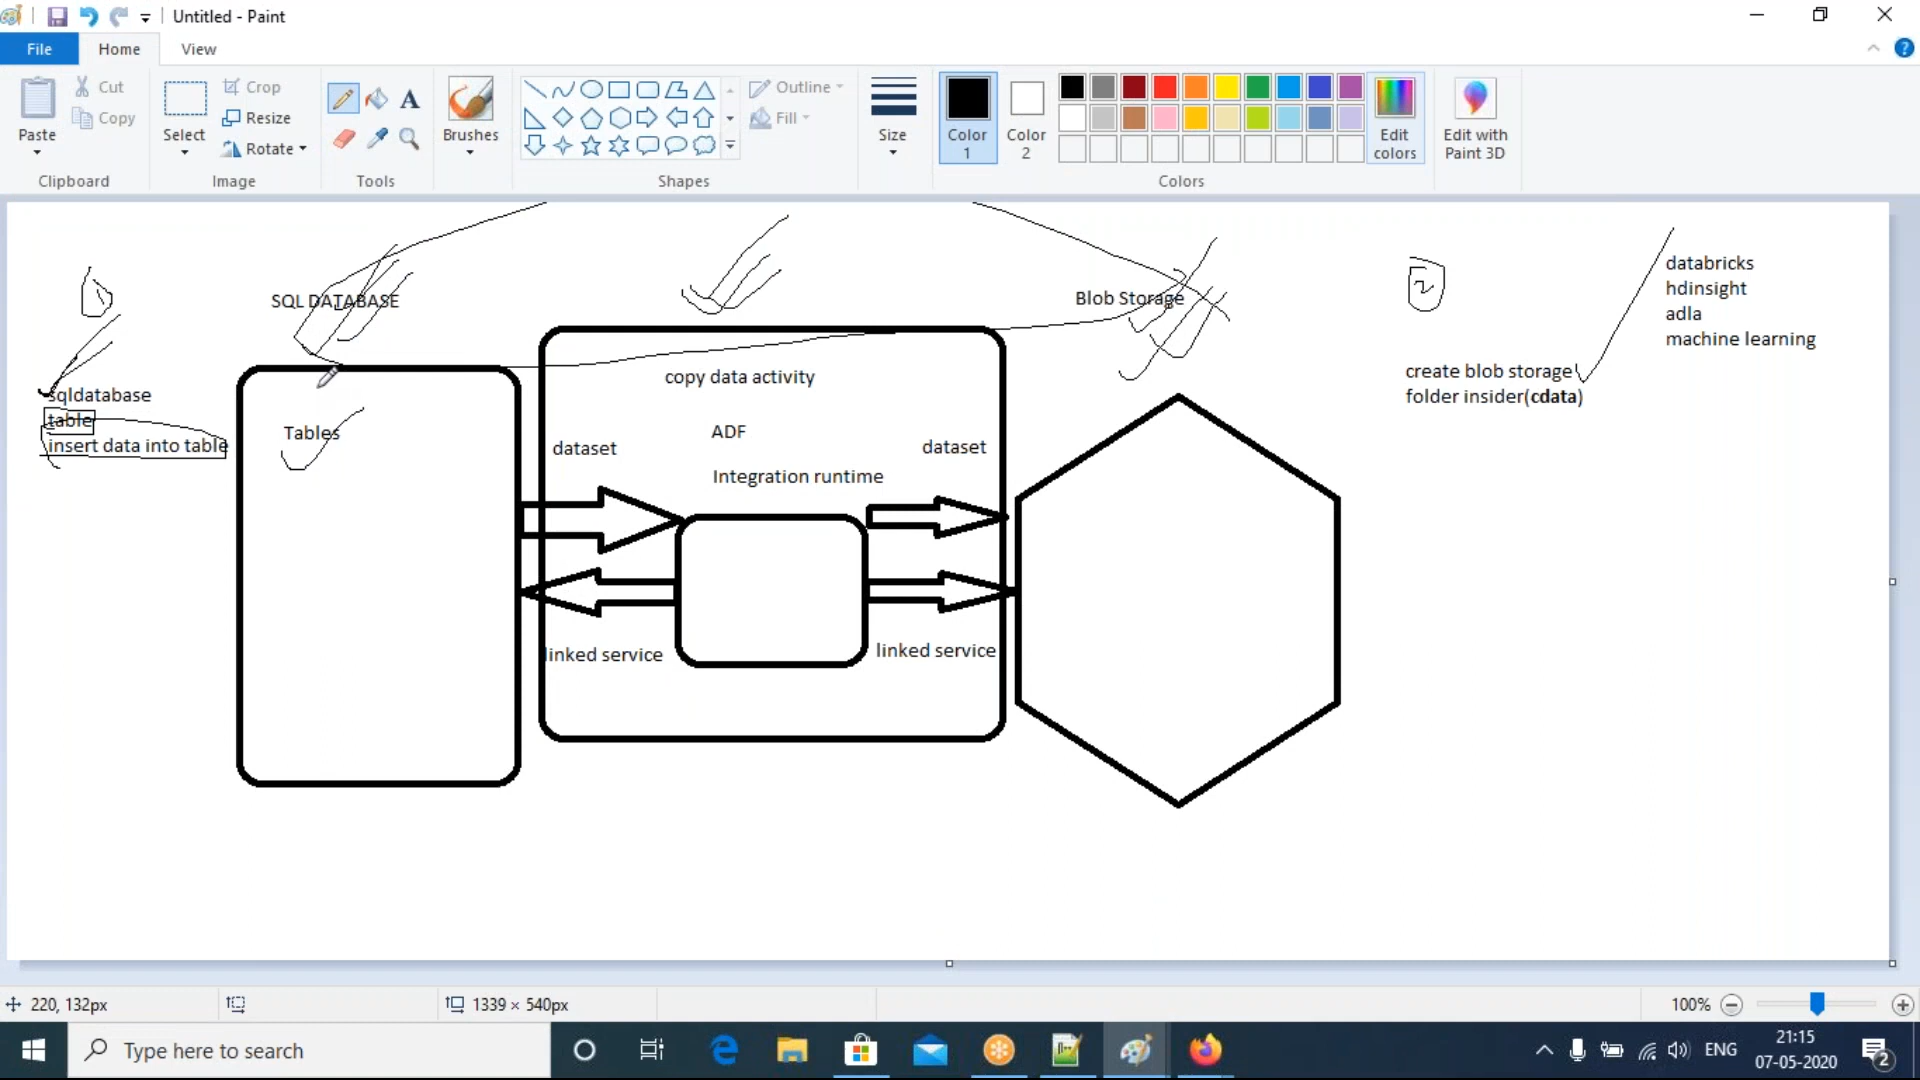 Untitled - Paint
File
Home
View
Paste
Cut
Copy
Clipboard
Select
Crop
Resize
Rotate
Image
A
Tools
Brushes
Shapes
Outline
Fill
Size
Color
1
Color
2
Edit
colors
Colors
Edit with
Paint 3D
?
SQL DATABASE
Blob Storage
2
databricks
hdinsight
adla
machine learning
sqldatabase
table
insert data into table
Tables
copy data activity
ADF
dataset
dataset
Integration runtime
linked service
linked service
create blob storage
folder insider(cdata)
220, 132px
1339 × 540px
100%
Type here to search
ENG
21:15
07-05-2020
2